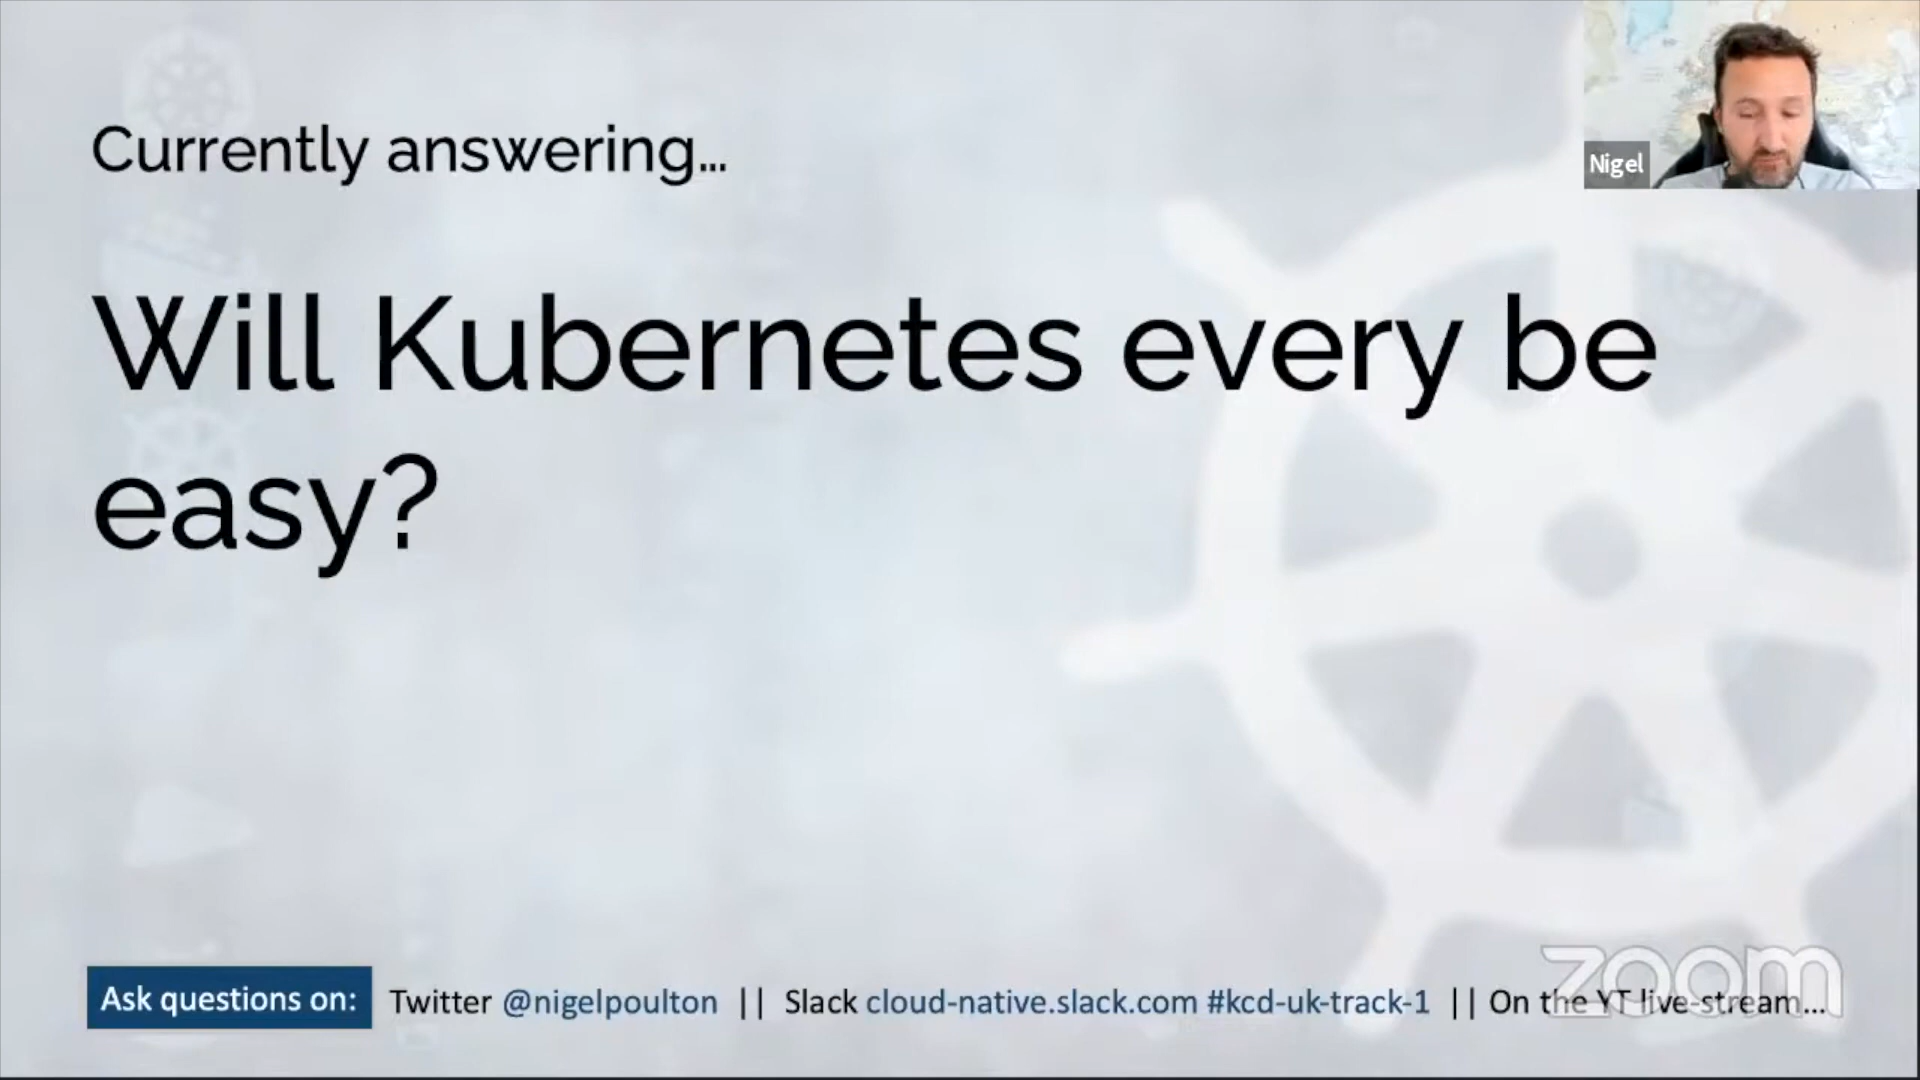 Currently answering...
Nigel
Will Kubernetes every be
easy?
Ask questions on: Twitter @nigelpoulton || Slack cloud-native.slack.com #kcd-uk-track-1 || On the YT live-stream...
zoom